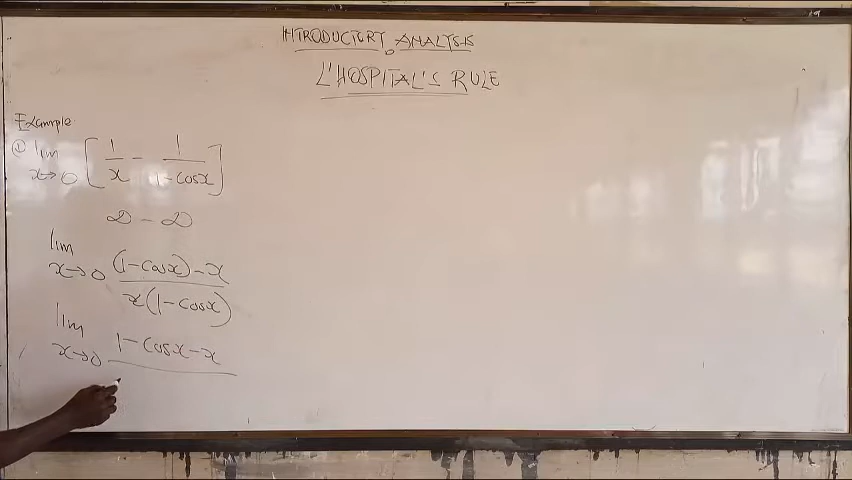 INTRODUCTORY ANALYSIS
L'HOSPITAL'S RULE
Example:
① lim x→0 [ 1/x - 1/(1-cosx) ]
∞ - ∞
lim x→0 (1-cosx)-x / x(1-cosx)
lim x→0 1-cosx-x